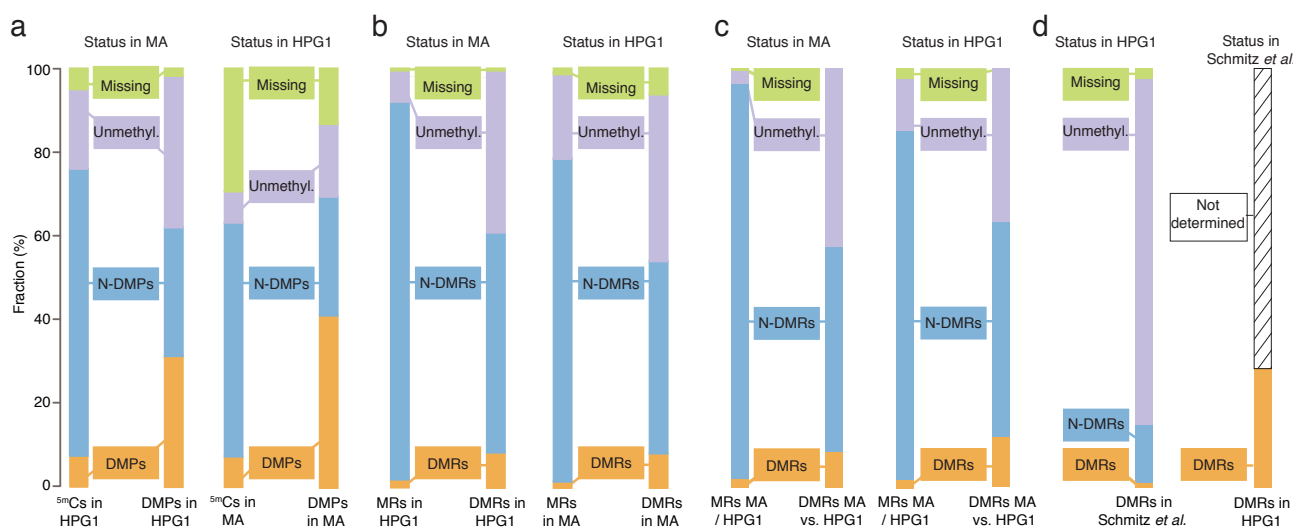 a
Status in MA
Status in HPG1
b
Status in MA
Status in HPG1
c
Status in MA
Status in HPG1
d
Status in HPG1
Status in
Schmitz et al.
Fraction (%)
100
80
60
40
20
0
Missing
Unmethyl.
N-DMPs
DMPs
Missing
Unmethyl.
N-DMPs
DMPs
Missing
Unmethyl.
N-DMRs
DMRs
Missing
Unmethyl.
N-DMRs
DMRs
Missing
Unmethyl.
N-DMRs
DMRs
Missing
Unmethyl.
N-DMRs
DMRs
Missing
Unmethyl.
N-DMRs
DMRs
Not
determined
DMRs
5mCs in
HPG1
DMPs in
HPG1
5mCs in
MA
DMPs
in MA
MRs in
HPG1
DMRs in
HPG1
MRs
in MA
DMRs
in MA
MRs MA
/ HPG1
DMRs MA
vs. HPG1
MRs MA
/ HPG1
DMRs MA
vs. HPG1
DMRs in
Schmitz et al.
DMRs in
HPG1